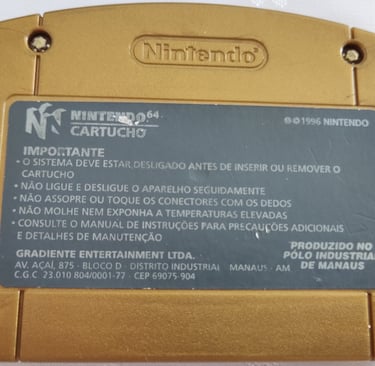 Nintendo
NINTENDO 64
CARTUCHO
©®1996 NINTENDO
IMPORTANTE
• O SISTEMA DEVE ESTAR DESLIGADO ANTES DE INSERIR OU REMOVER O
CARTUCHO
• NÃO LIGUE E DESLIGUE O APARELHO SEGUIDAMENTE
• NÃO ASSOPRE OU TOQUE OS CONECTORES COM OS DEDOS
• NÃO MOLHE NEM EXPONHA A TEMPERATURAS ELEVADAS
• CONSULTE O MANUAL DE INSTRUÇÕES PARA PRECAUÇÕES ADICIONAIS
E DETALHES DE MANUTENÇÃO
GRADIENTE ENTERTAINMENT LTDA.
AV. AÇAÍ, 875 - BLOCO D - DISTRITO INDUSTRIAL MANAUS - AM
C.G.C 23.010 804/0001-77 - CEP 69075-904
PRODUZIDO NO
PÓLO INDUSTRIAL
DE MANAUS